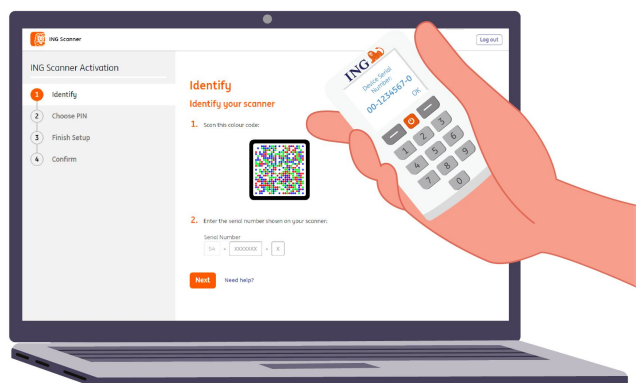 ING Scanner
Log out
ING Scanner Activation
1 Identify
2 Choose PIN
3 Finish Setup
4 Confirm
Identify
Identify your scanner
1. Scan this colour code:
2. Enter the serial number shown on your scanner:
Serial Number
54 - XXXXXXX - X
Next Need help?
ING
Device Serial
Number:
00-1234567-0
OK
1 2 3
4 5 6
7 8 9
0